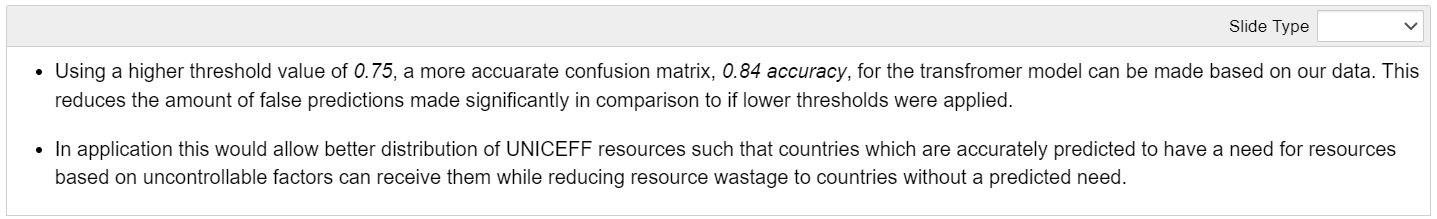 Slide Type
• Using a higher threshold value of 0.75, a more accuarate confusion matrix, 0.84 accuracy, for the transfromer model can be made based on our data. This
reduces the amount of false predictions made significantly in comparison to if lower thresholds were applied.
• In application this would allow better distribution of UNICEFF resources such that countries which are accurately predicted to have a need for resources
based on uncontrollable factors can receive them while reducing resource wastage to countries without a predicted need.